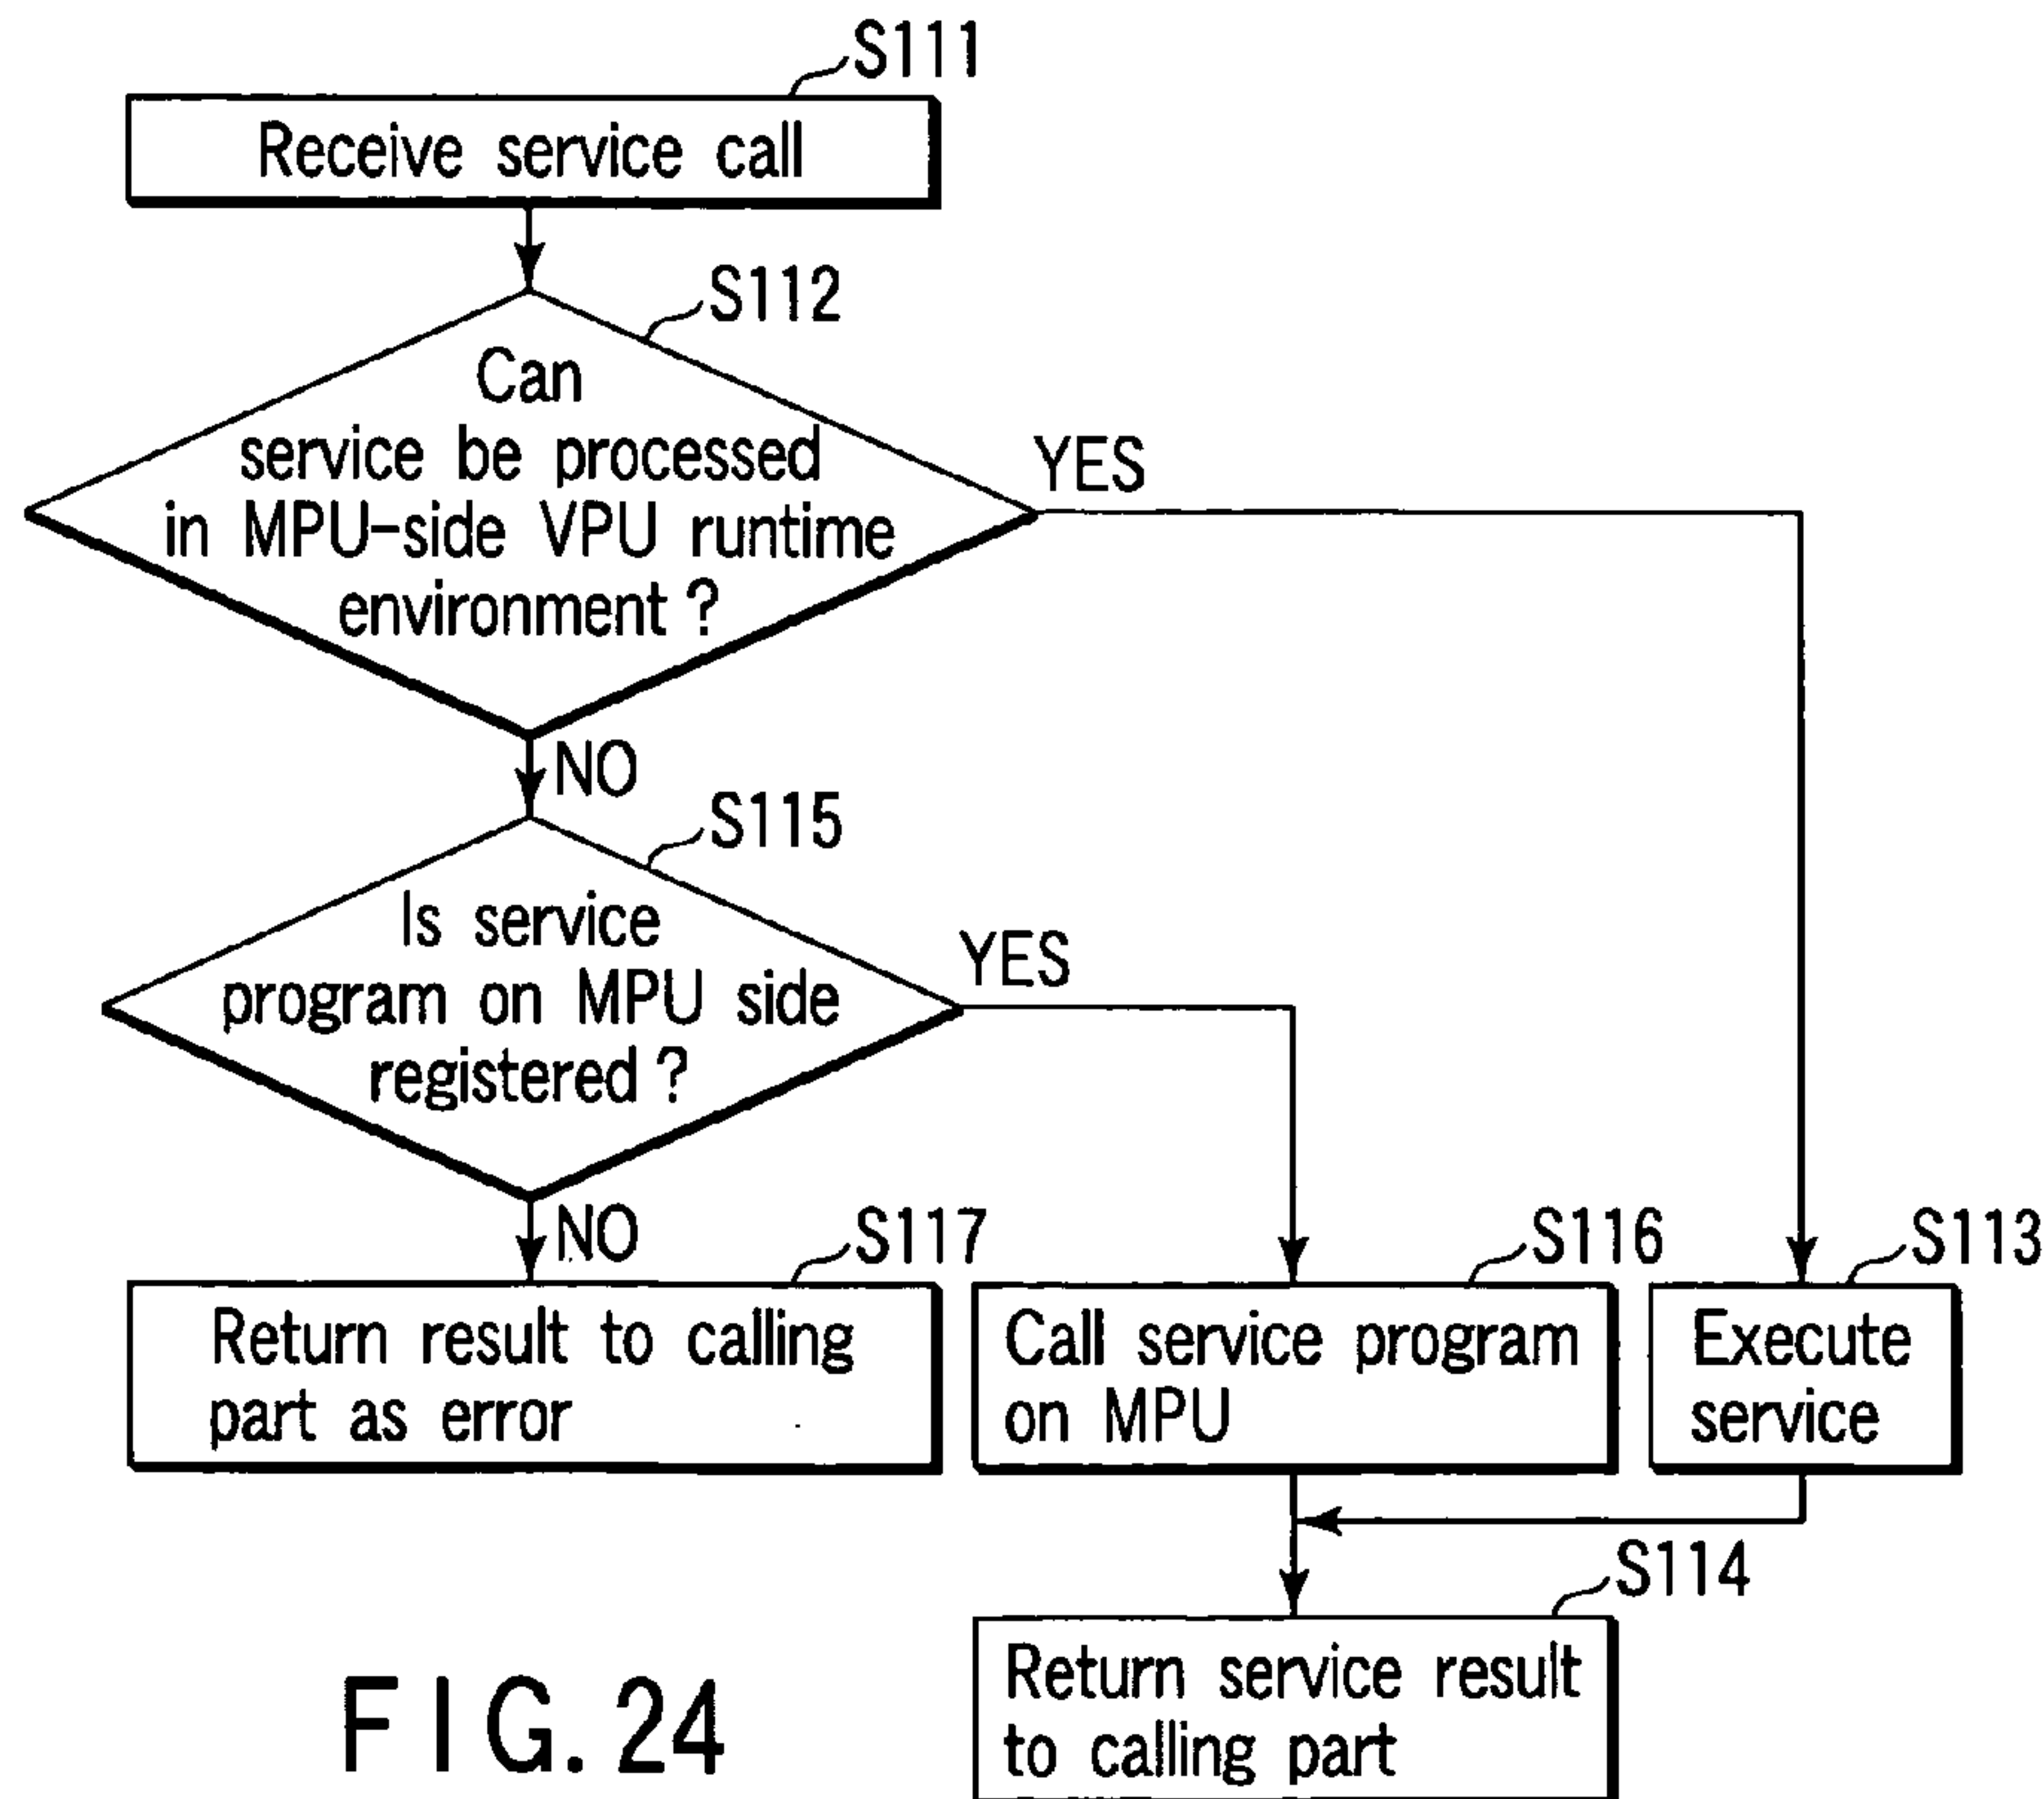 S111
Receive service call
S112
Can
service be processed
in MPU-side VPU runtime
environment ?
YES
NO
S115
Is service
program on MPU side
registered ?
YES
NO
S117
Return result to calling
part as error
S116
Call service program
on MPU
S113
Execute
service
S114
Return service result
to calling part
FIG. 24